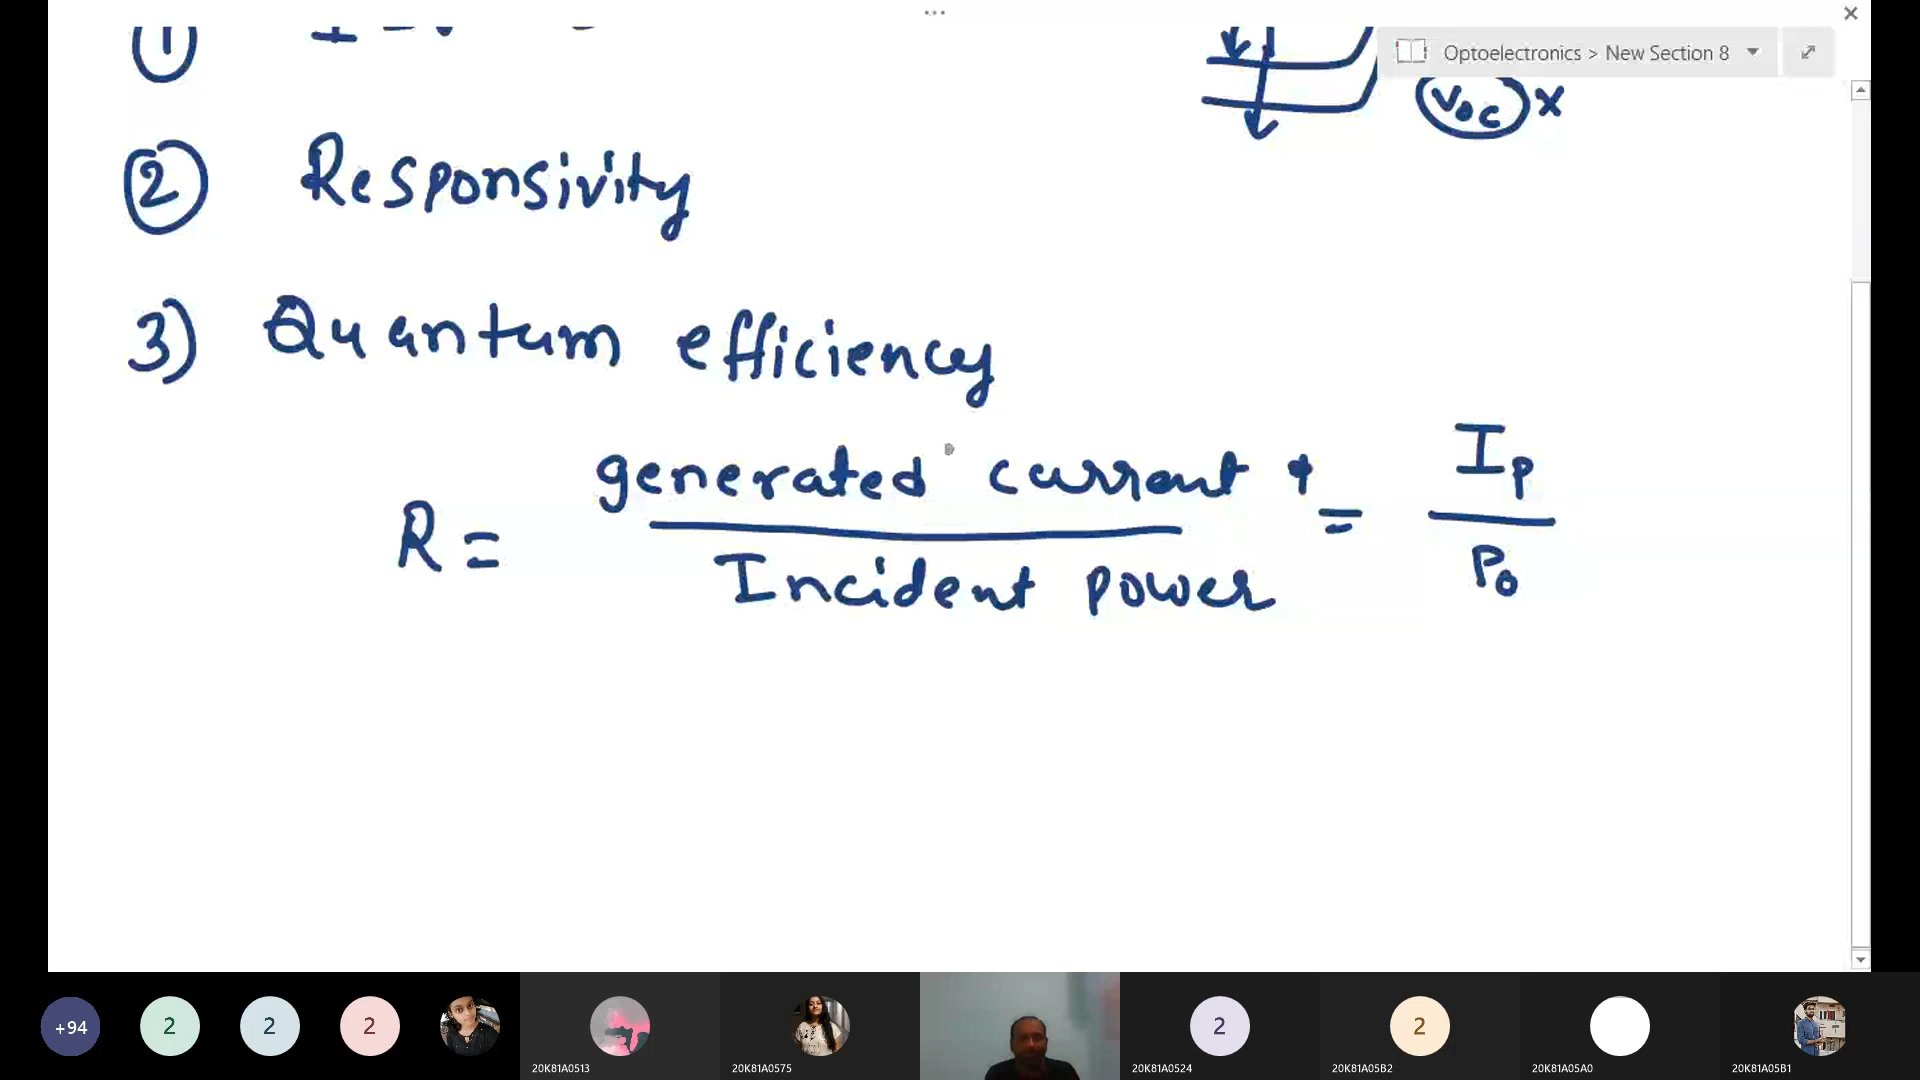 Optoelectronics > New Section 8
①
Voc x
② Responsivity
3) Quantum efficiency
R = generated current / Incident power = Ip / Po
+94
2
2
2
2
2
20K81A0513
20K81A0575
20K81A0524
20K81A05B2
20K81A05A0
20K81A05B1